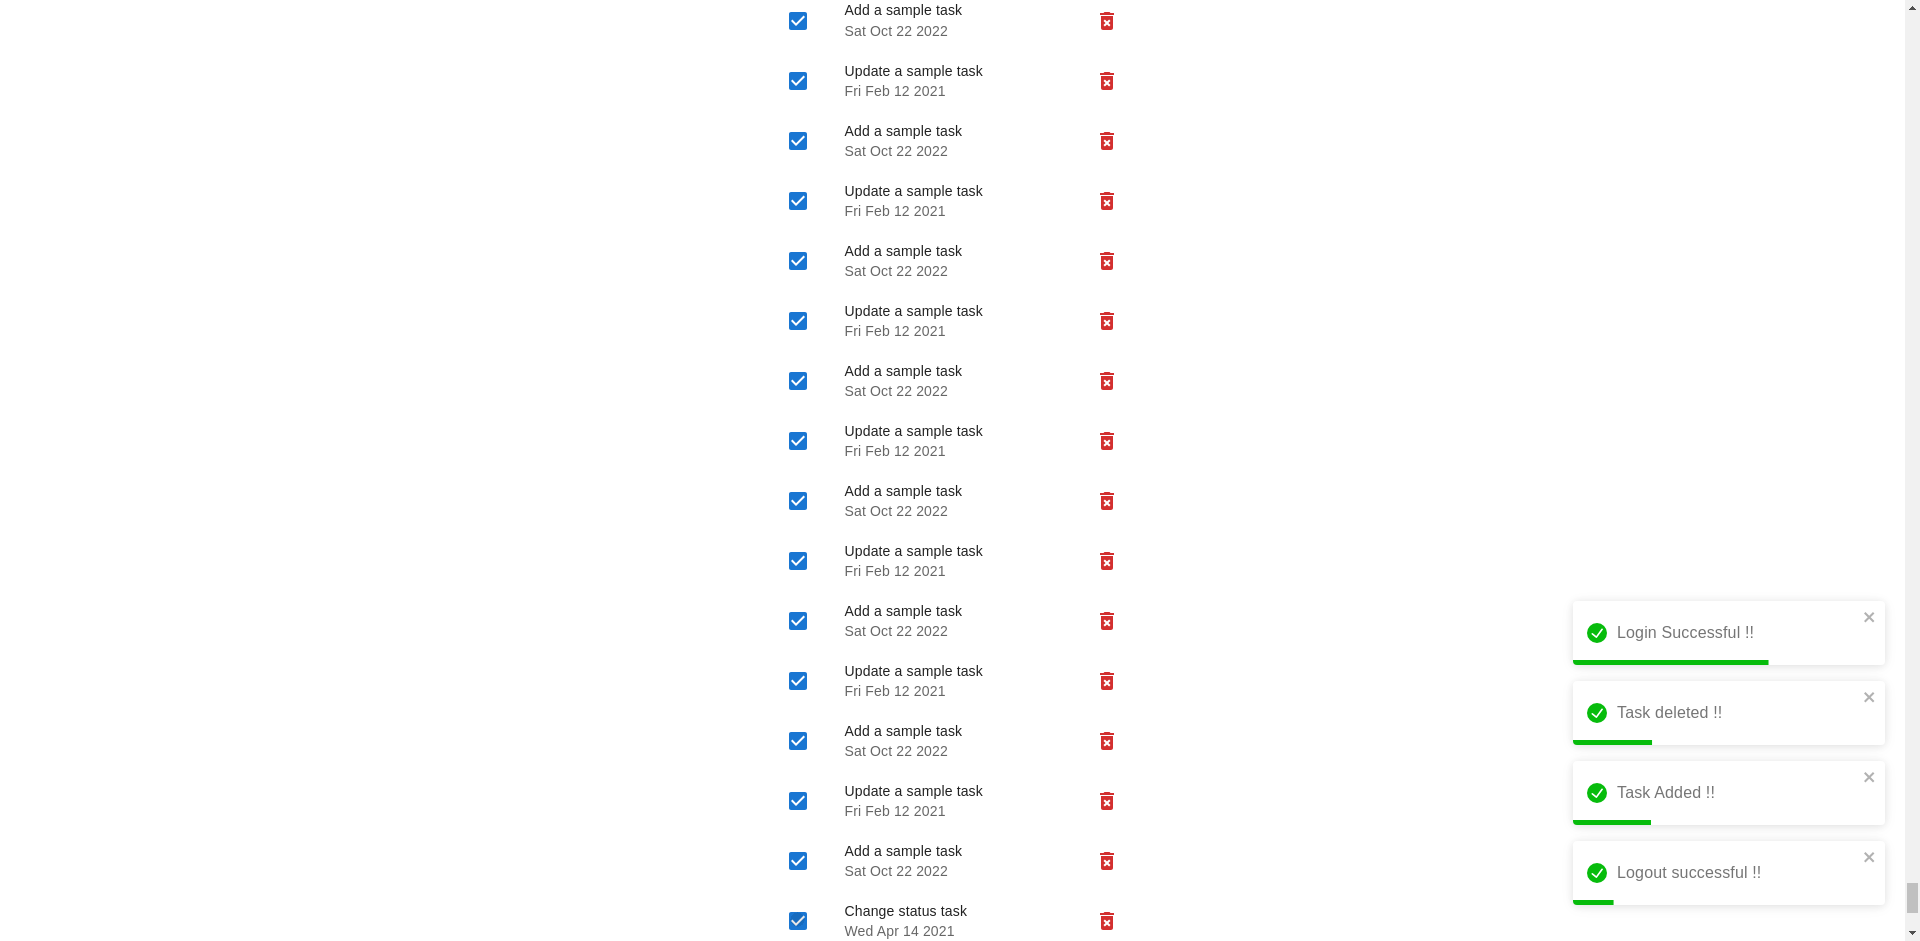 Add a sample task
Sat Oct 22 2022
Update a sample task
Fri Feb 12 2021
Add a sample task
Sat Oct 22 2022
Update a sample task
Fri Feb 12 2021
Add a sample task
Sat Oct 22 2022
Update a sample task
Fri Feb 12 2021
Add a sample task
Sat Oct 22 2022
Update a sample task
Fri Feb 12 2021
Add a sample task
Sat Oct 22 2022
Update a sample task
Fri Feb 12 2021
Add a sample task
Sat Oct 22 2022
Update a sample task
Fri Feb 12 2021
Add a sample task
Sat Oct 22 2022
Update a sample task
Fri Feb 12 2021
Add a sample task
Sat Oct 22 2022
Change status task
Wed Apr 14 2021
Login Successful !!
Task deleted !!
Task Added !!
Logout successful !!